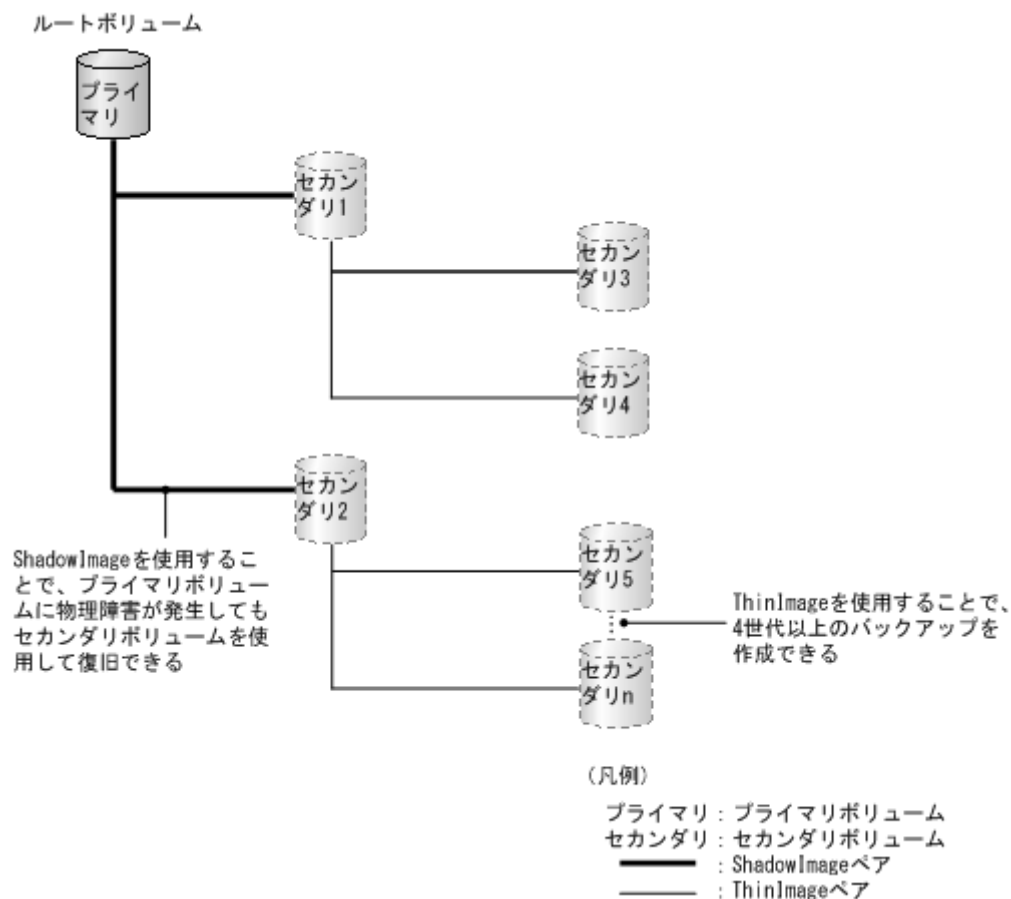 ルートボリューム
プライ
マリ
セカン
ダリ1
セカン
ダリ3
セカン
ダリ4
セカン
ダリ2
ShadowImageを使用するこ
とで、プライマリボリュー
ムに物理障害が発生しても
セカンダリボリュームを使
用して復旧できる
セカン
ダリ5
ThinImageを使用することで、
4世代以上のバックアップを
作成できる
セカン
ダリn
(凡例)
プライマリ:プライマリボリューム
セカンダリ:セカンダリボリューム
:ShadowImageペア
:ThinImageペア